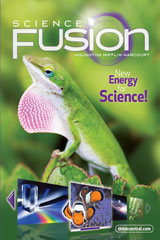 SCIENCE
FUSION
HOUGHTON MIFFLIN HARCOURT
New
Energy
for
Science!
thinkcentral.com